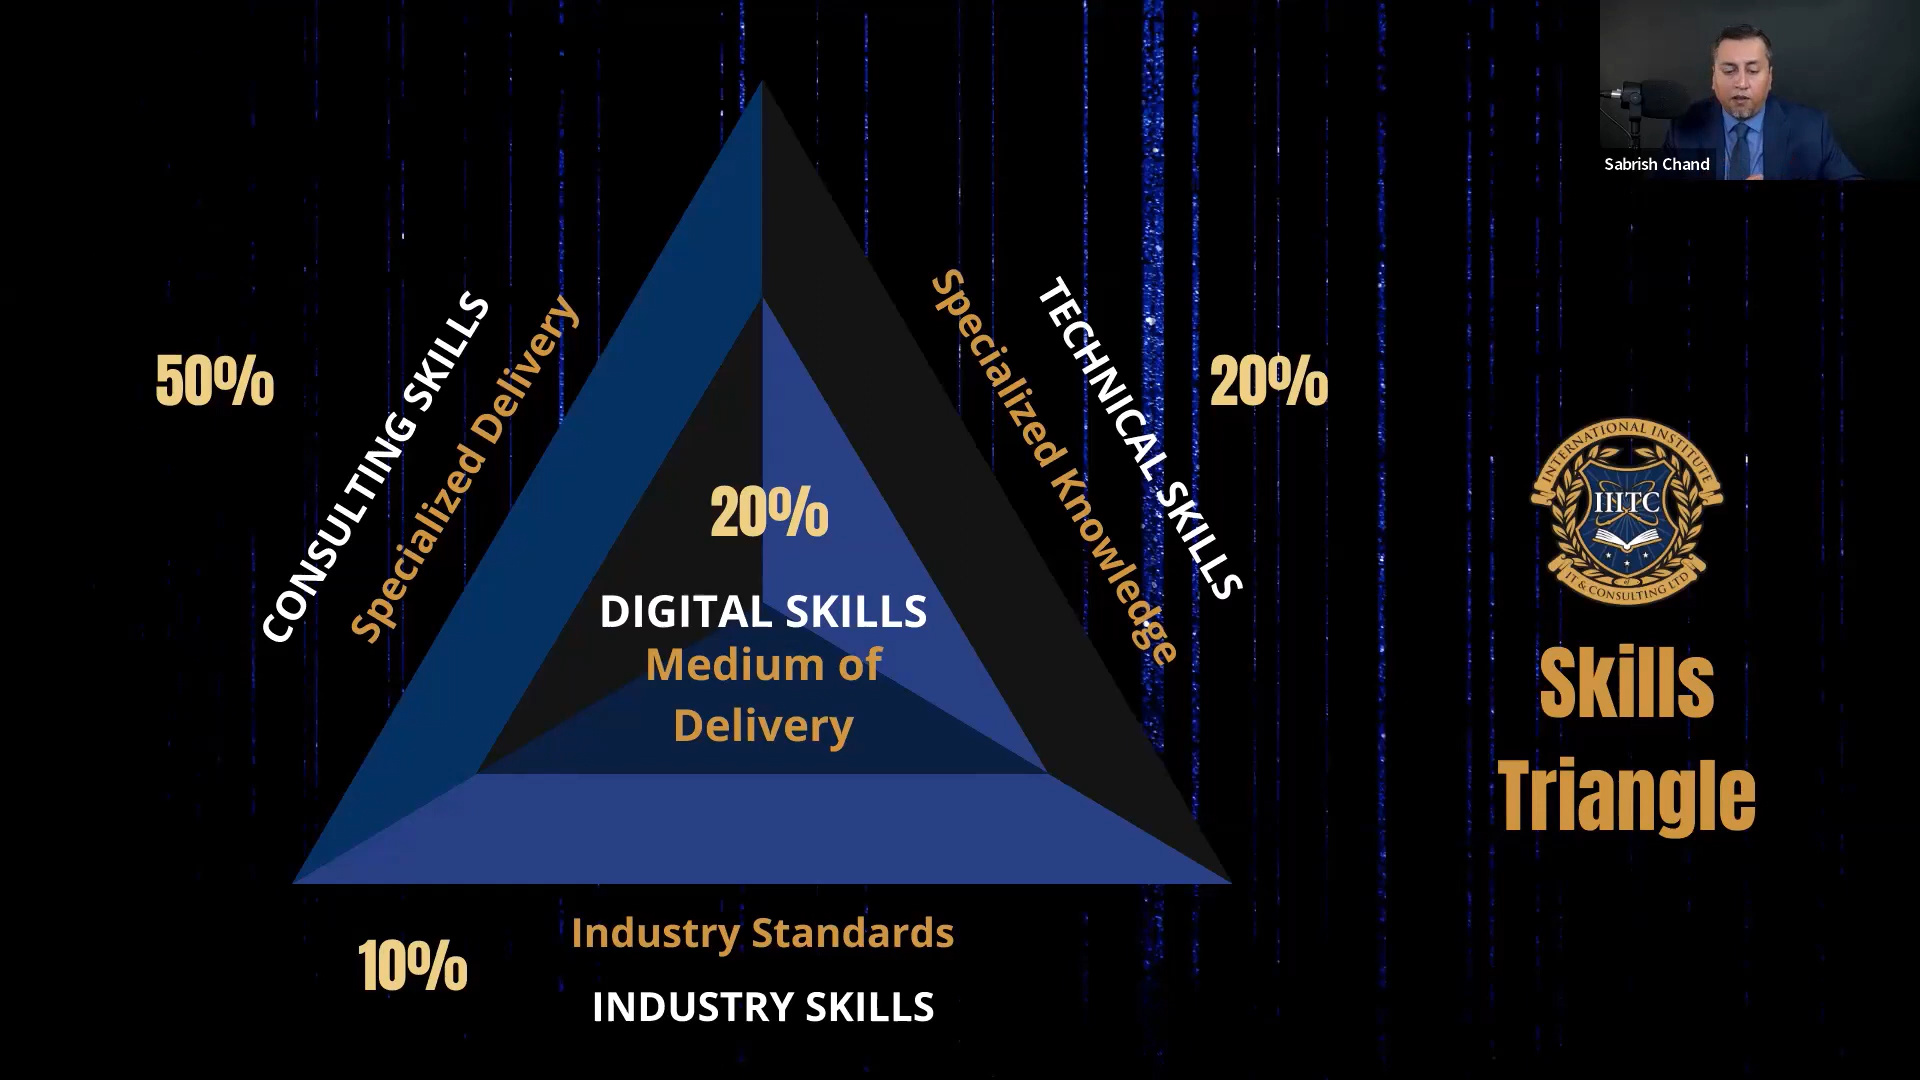 Sabrish Chand
50%
CONSULTING SKILLS
Specialized Delivery
Specialized Knowledge
TECHNICAL SKILLS
20%
20%
DIGITAL SKILLS
Medium of
Delivery
INTERNATIONAL INSTITUTE
IIITC
of
IT & CONSULTING LTD
Skills
Triangle
Industry Standards
10%
INDUSTRY SKILLS